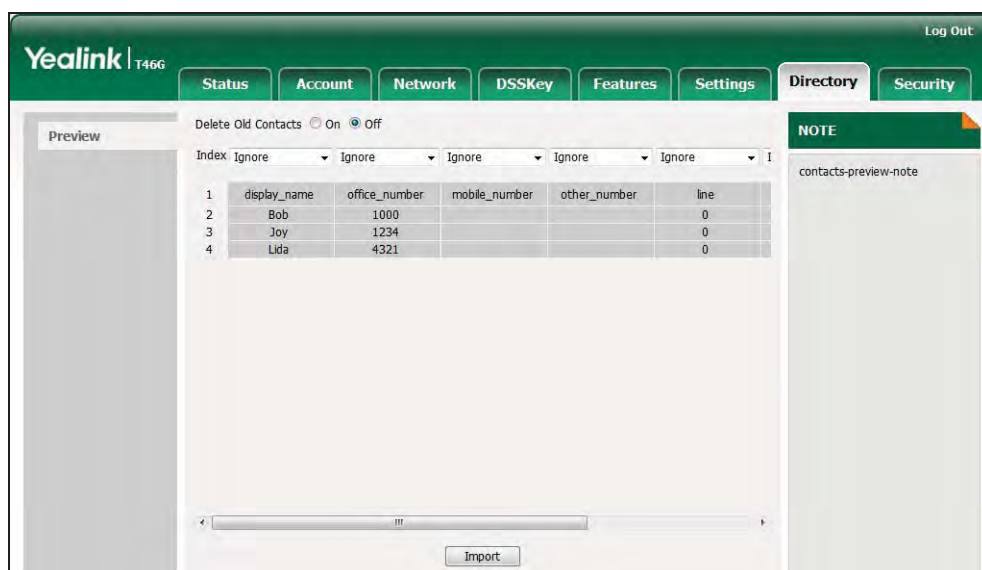 Log Out
Yealink | T46G
Status Account Network DSSKey Features Settings Directory Security
Preview
Delete Old Contacts On Off
NOTE
Index Ignore Ignore Ignore Ignore Ignore I
contacts-preview-note
1 display_name office_number mobile_number other_number line
2 Bob 1000 0
3 Joy 1234 0
4 Lida 4321 0
Import